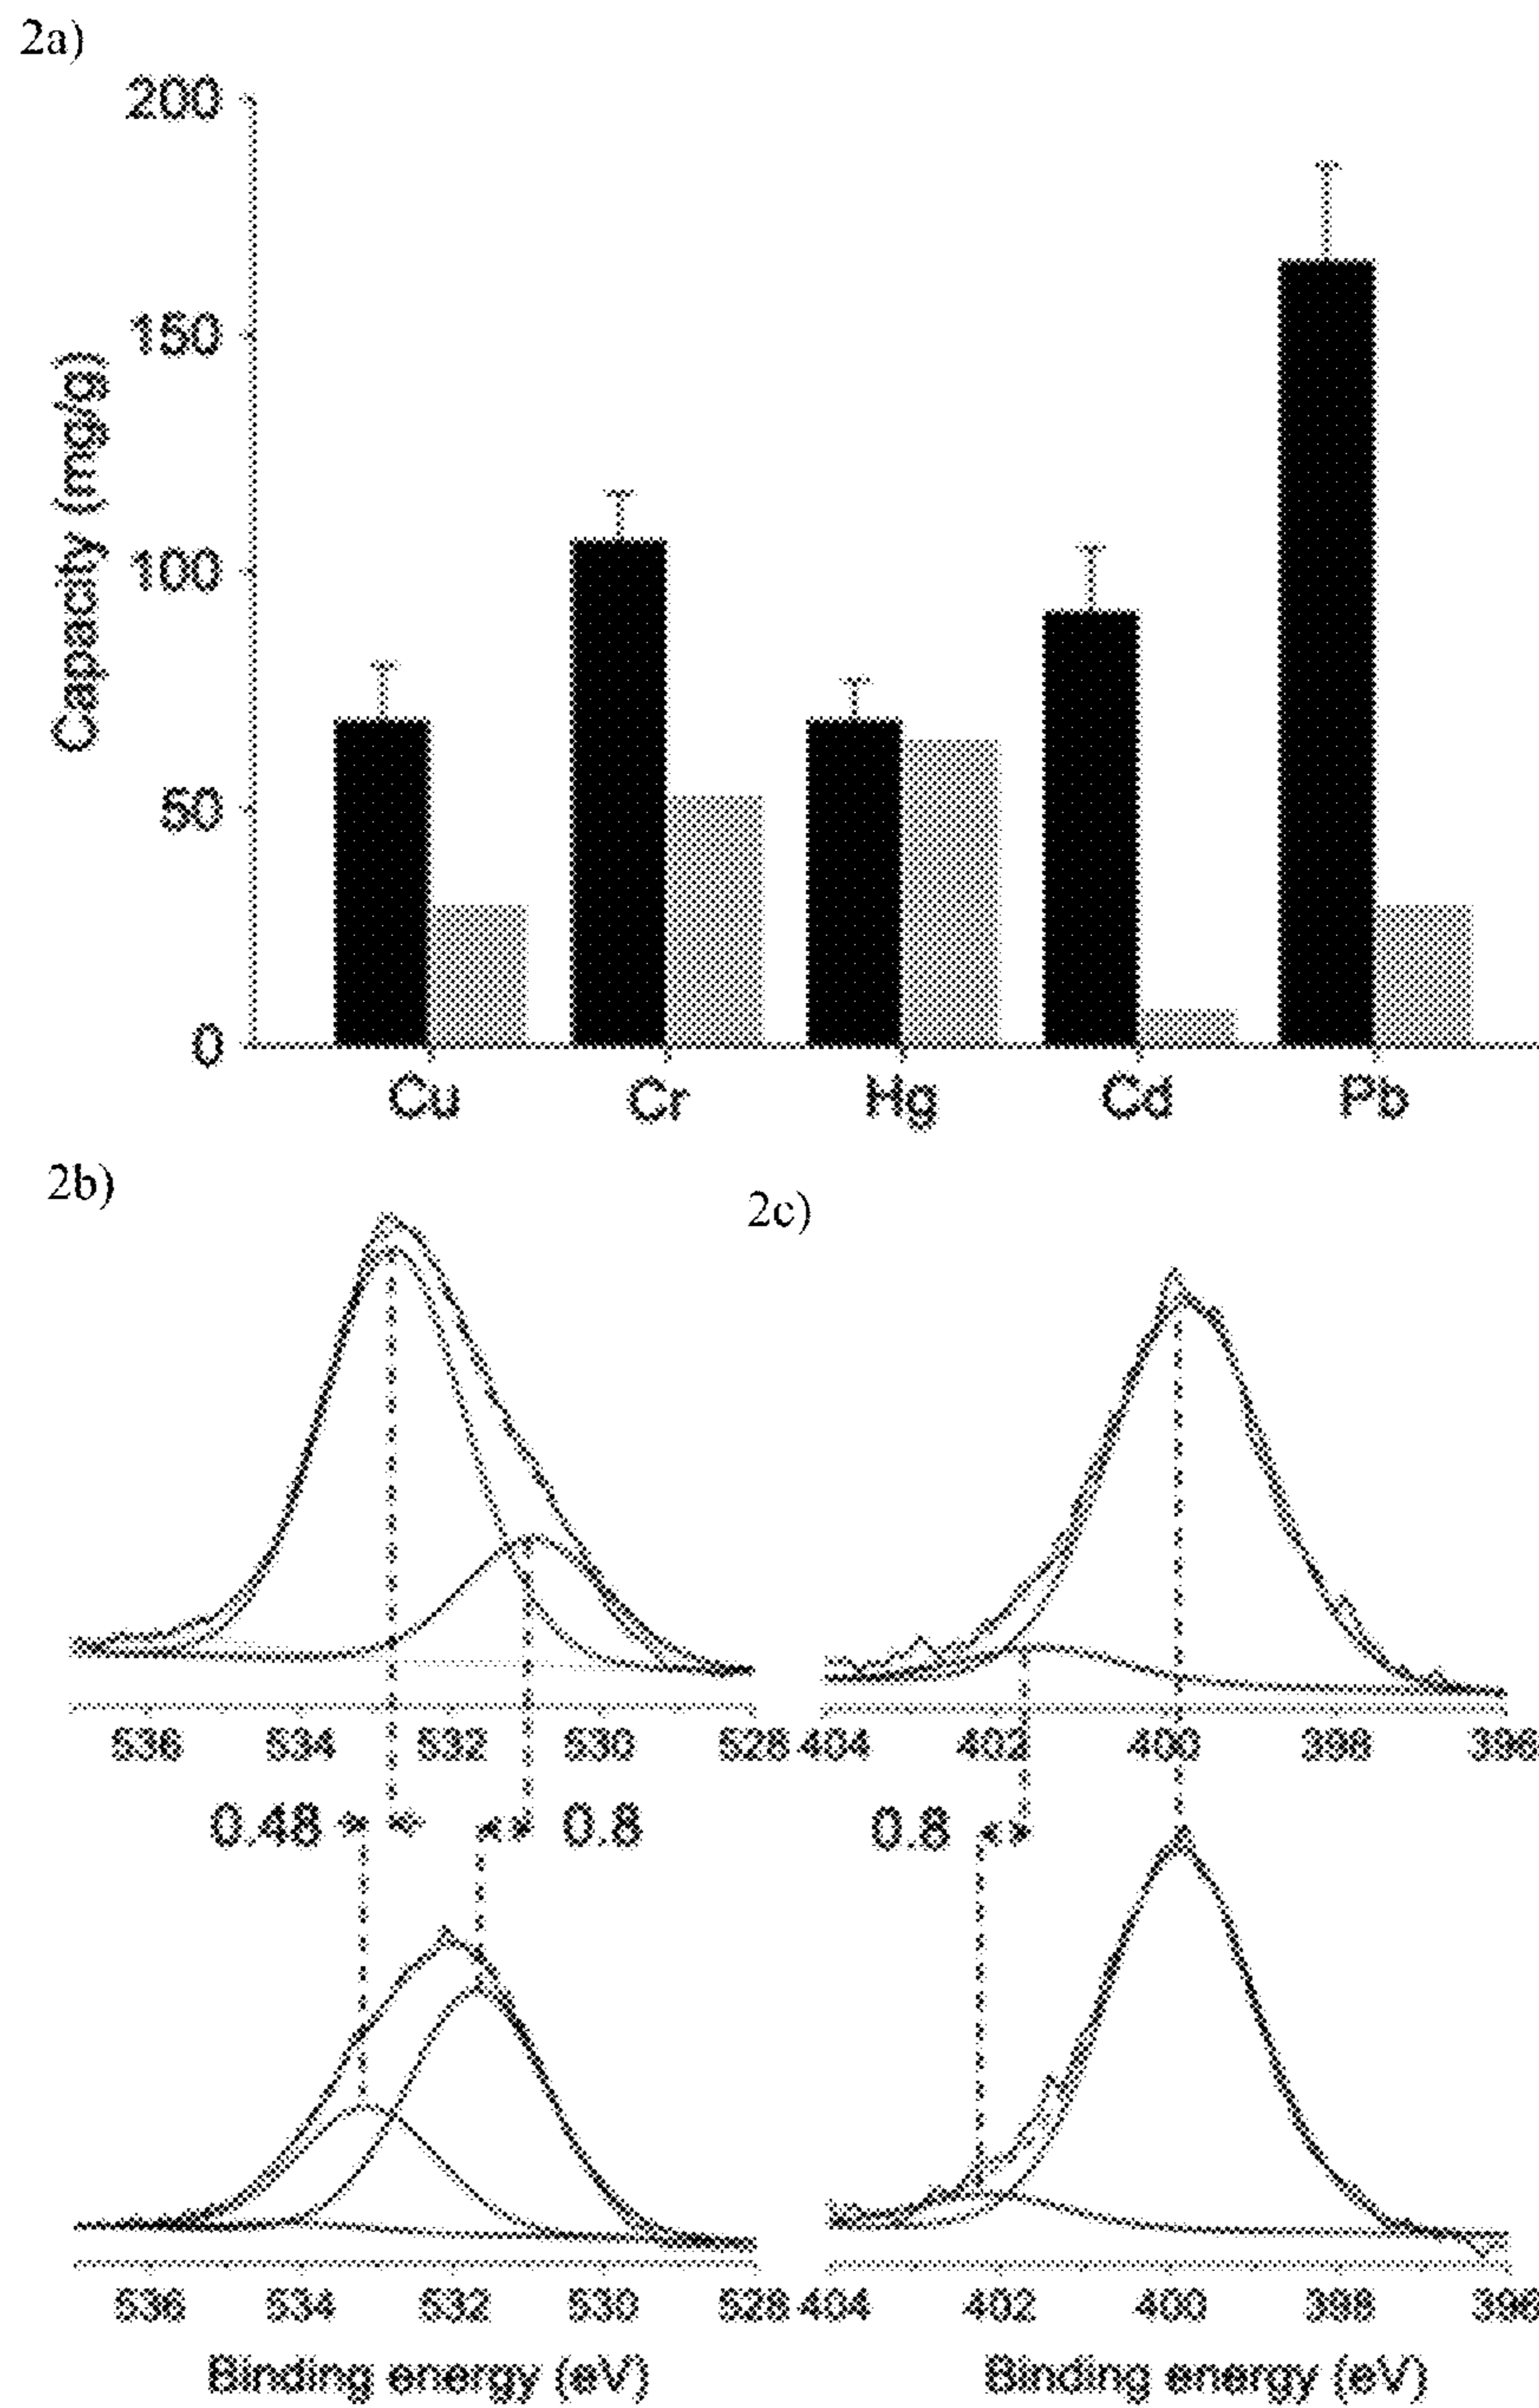 2a)
200
150
100
50
0
Capacity (mg/g)
Cu Cr Hg Cd Pb
2b)
2c)
536 534 532 530 528 404 402 400 398 396
0.48 0.8 0.8
536 534 532 530 528 404 402 400 398 396
Binding energy (eV) Binding energy (eV)